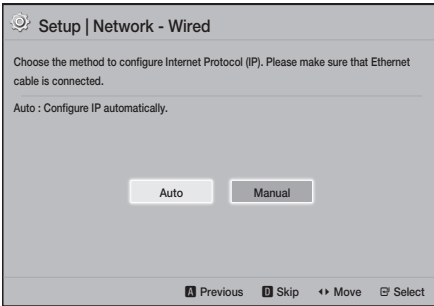 Setup | Network - Wired
Choose the method to configure Internet Protocol (IP). Please make sure that Ethernet
cable is connected.
Auto : Configure IP automatically.
Auto
Manual
A Previous D Skip Move Select